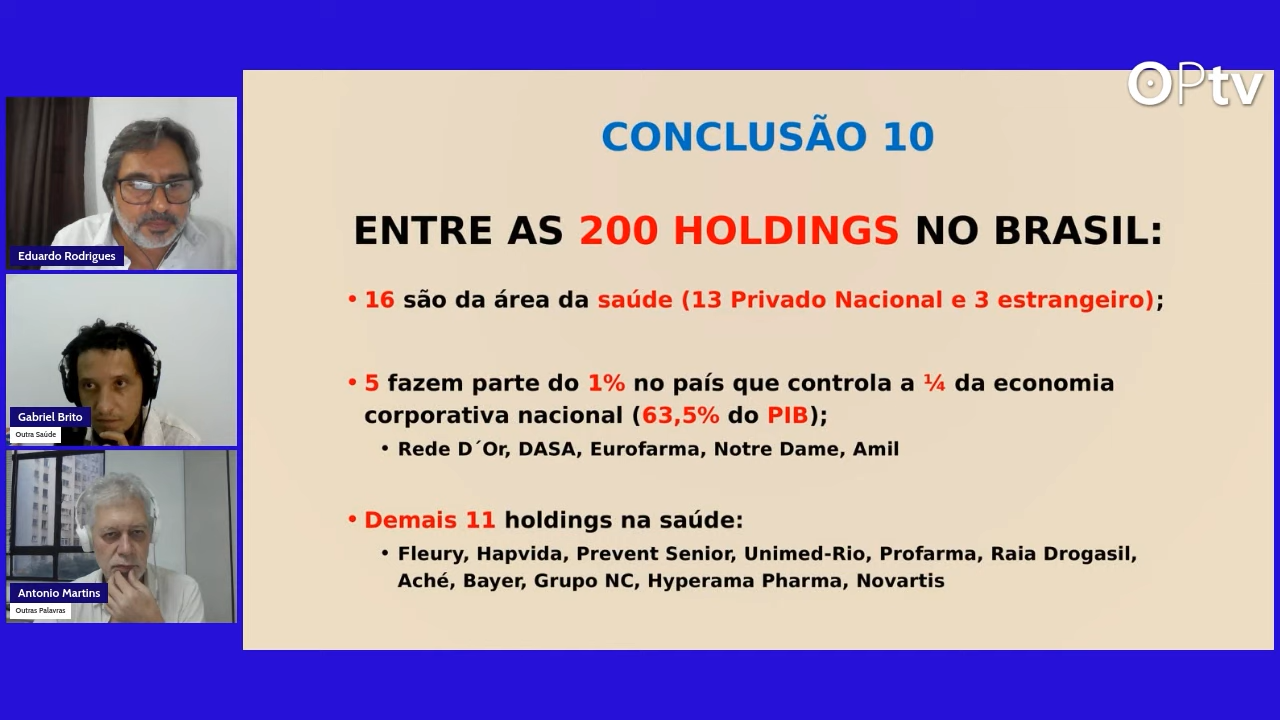 OPtv
CONCLUSÃO 10
ENTRE AS 200 HOLDINGS NO BRASIL:
• 16 são da área da saúde (13 Privado Nacional e 3 estrangeiro);
• 5 fazem parte do 1% no país que controla a ¼ da economia
corporativa nacional (63,5% do PIB);
• Rede D´Or, DASA, Eurofarma, Notre Dame, Amil
• Demais 11 holdings na saúde:
• Fleury, Hapvida, Prevent Senior, Unimed-Rio, Profarma, Raia Drogasil,
Aché, Bayer, Grupo NC, Hyperama Pharma, Novartis
Eduardo Rodrigues
Gabriel Brito
Outra Saúde
Antonio Martins
Outras Palavras